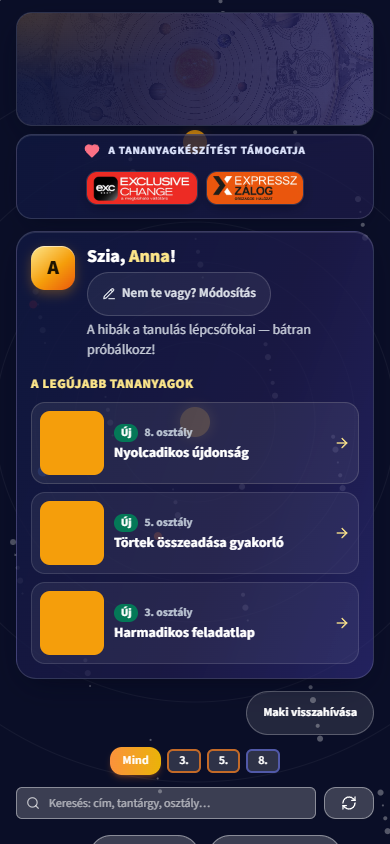 A TANANYAGKÉSZÍTÉST TÁMOGATJA
exc
EXCLUSIVE
CHANGE
EXPRESSZ
ZÁLOG
A
Szia, Anna!
Nem te vagy? Módosítás
A hibák a tanulás lépcsőfokai — bátran
próbálkozz!
A LEGÚJABB TANANYAGOK
Új 8. osztály
Nyolcadikos újdonság
Új 5. osztály
Törtek összeadása gyakorló
Új 3. osztály
Harmadikos feladatlap
Maki visszahívása
Mind 3. 5. 8.
Keresés: cím, tantárgy, osztály…